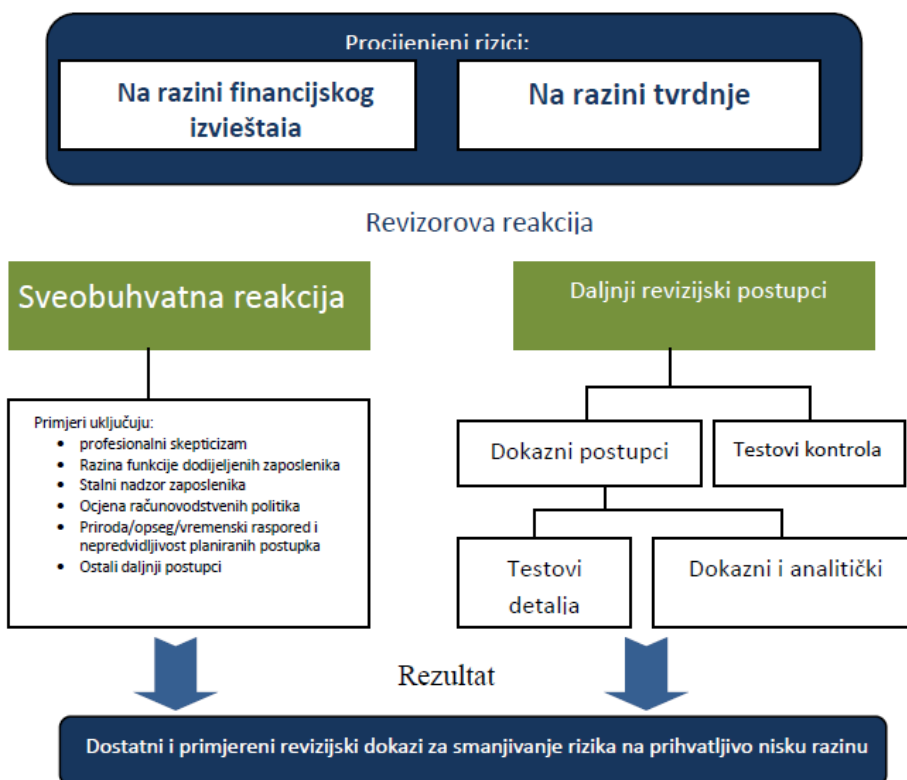 Procijenjeni rizici:
Na razini financijskog
izvještaja
Na razini tvrdnje
Revizorova reakcija
Sveobuhvatna reakcija
Daljnji revizijski postupci
Primjeri uključuju:
• profesionalni skepticizam
• Razina funkcije dodijeljenih zaposlenika
• Stalni nadzor zaposlenika
• Ocjena računovodstvenih politika
• Priroda/opseg/vremenski raspored i
nepredvidljivost planiranih postupka
• Ostali daljnji postupci
Dokazni postupci
Testovi kontrola
Testovi
detalja
Dokazni i analitički
Rezultat
Dostatni i primjereni revizijski dokazi za smanjivanje rizika na prihvatljivo nisku razinu